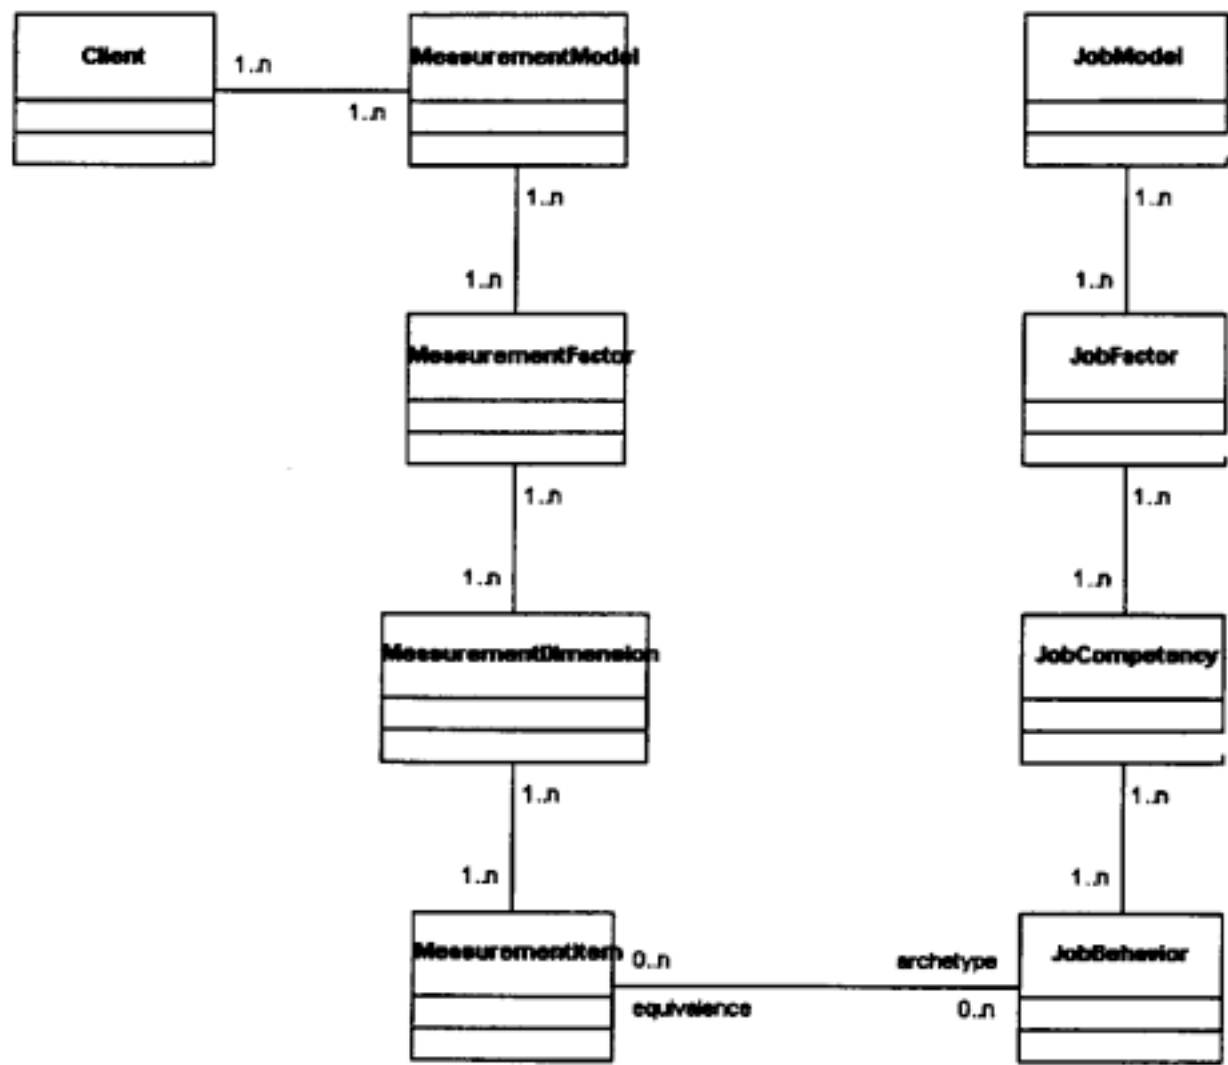 Client
MeasurementModel
JobModel
1..n
1..n
1..n
1..n
1..n
1..n
MeasurementFactor
JobFactor
1..n
1..n
1..n
1..n
MeasurementDimension
JobCompetency
1..n
1..n
1..n
1..n
MeasurementItem
0..n
archetype
JobBehavior
equivalence
0..n